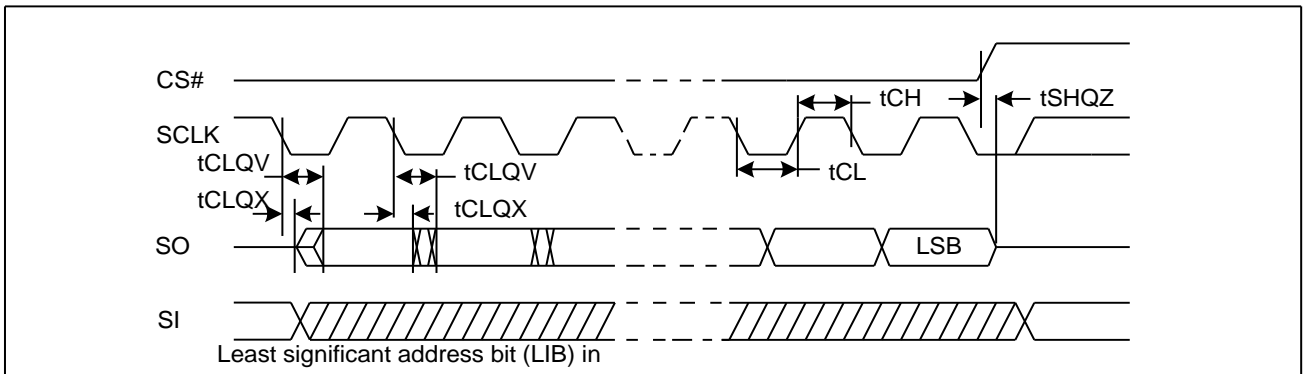 CS#
tCH
tSHQZ
SCLK
tCLQV
tCLQV
tCL
tCLQX
tCLQX
SO
LSB
SI
Least significant address bit (LIB) in